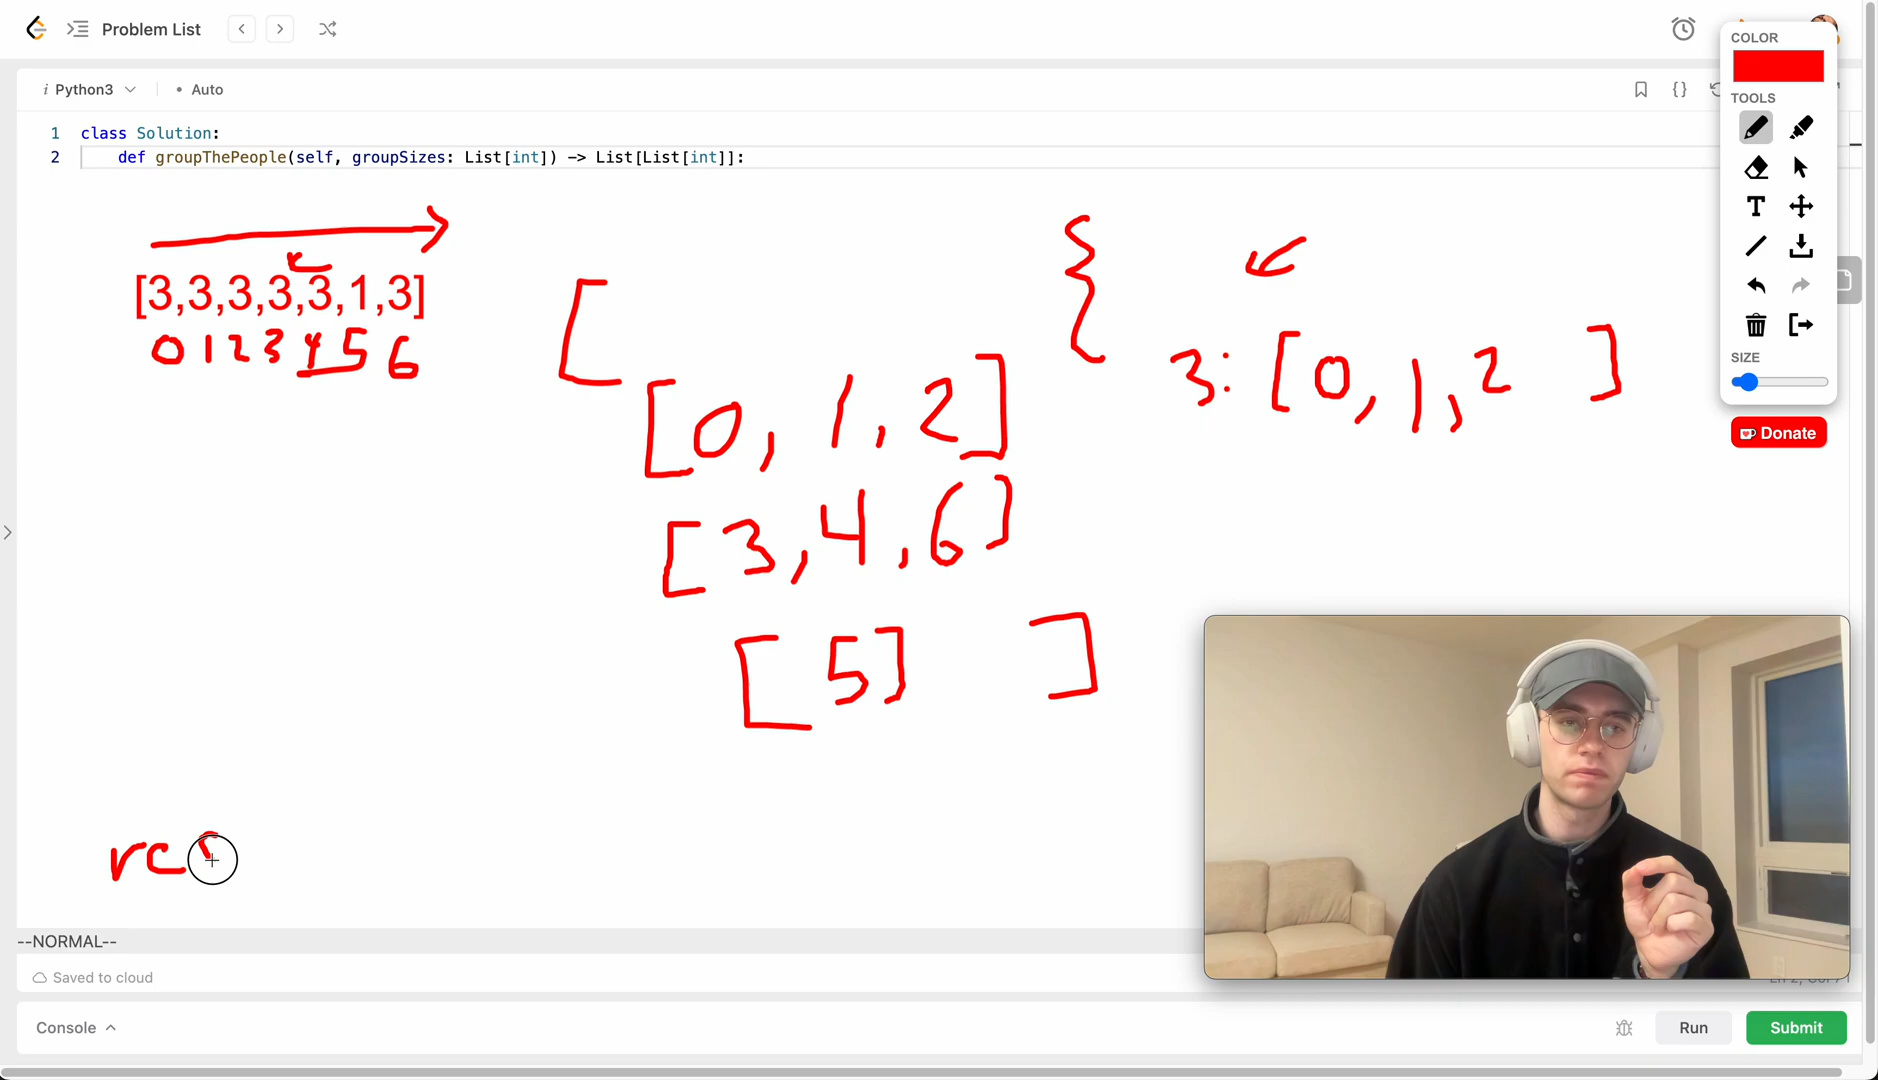 Problem List
COLOR
TOOLS
SIZE
Donate
i Python3
• Auto
{}
1 class Solution:
2 def groupThePeople(self, groupSizes: List[int]) -> List[List[int]]:
[3,3,3,3,3,1,3]
0 1 2 3 4 5 6
[
[0, 1, 2]
[3, 4, 6]
[5] ]
{
3: [0, 1, 2 ]
res
--NORMAL--
Saved to cloud
Console
Run
Submit